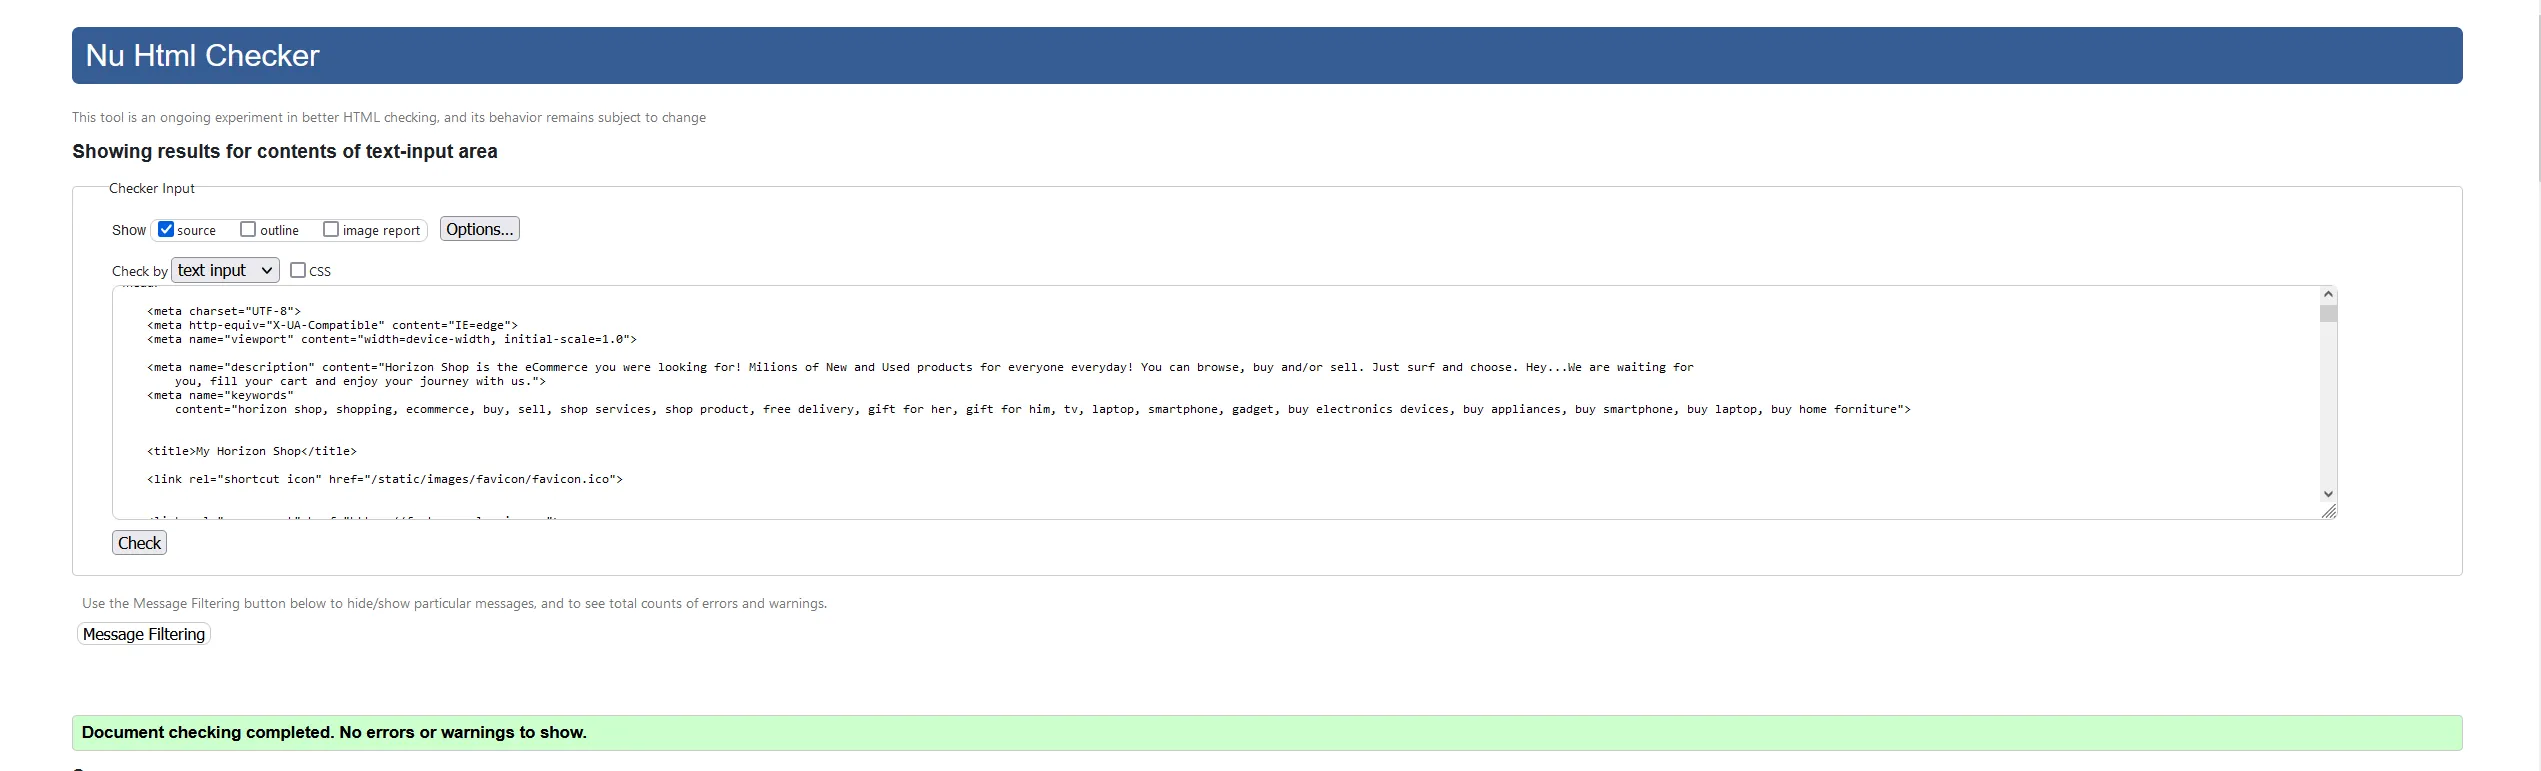 Nu Html Checker
This tool is an ongoing experiment in better HTML checking, and its behavior remains subject to change
Showing results for contents of text-input area
Checker Input
Show source outline image report Options...
Check by text input CSS
<meta charset="UTF-8">
<meta http-equiv="X-UA-Compatible" content="IE=edge">
<meta name="viewport" content="width=device-width, initial-scale=1.0">
<meta name="description" content="Horizon Shop is the eCommerce you were looking for! Milions of New and Used products for everyone everyday! You can browse, buy and/or sell. Just surf and choose. Hey...We are waiting for
you, fill your cart and enjoy your journey with us.">
<meta name="keywords"
content="horizon shop, shopping, ecommerce, buy, sell, shop services, shop product, free delivery, gift for her, gift for him, tv, laptop, smartphone, gadget, buy electronics devices, buy appliances, buy smartphone, buy laptop, buy home forniture">
<title>My Horizon Shop</title>
<link rel="shortcut icon" href="/static/images/favicon/favicon.ico">
Check
Use the Message Filtering button below to hide/show particular messages, and to see total counts of errors and warnings.
Message Filtering
Document checking completed. No errors or warnings to show.